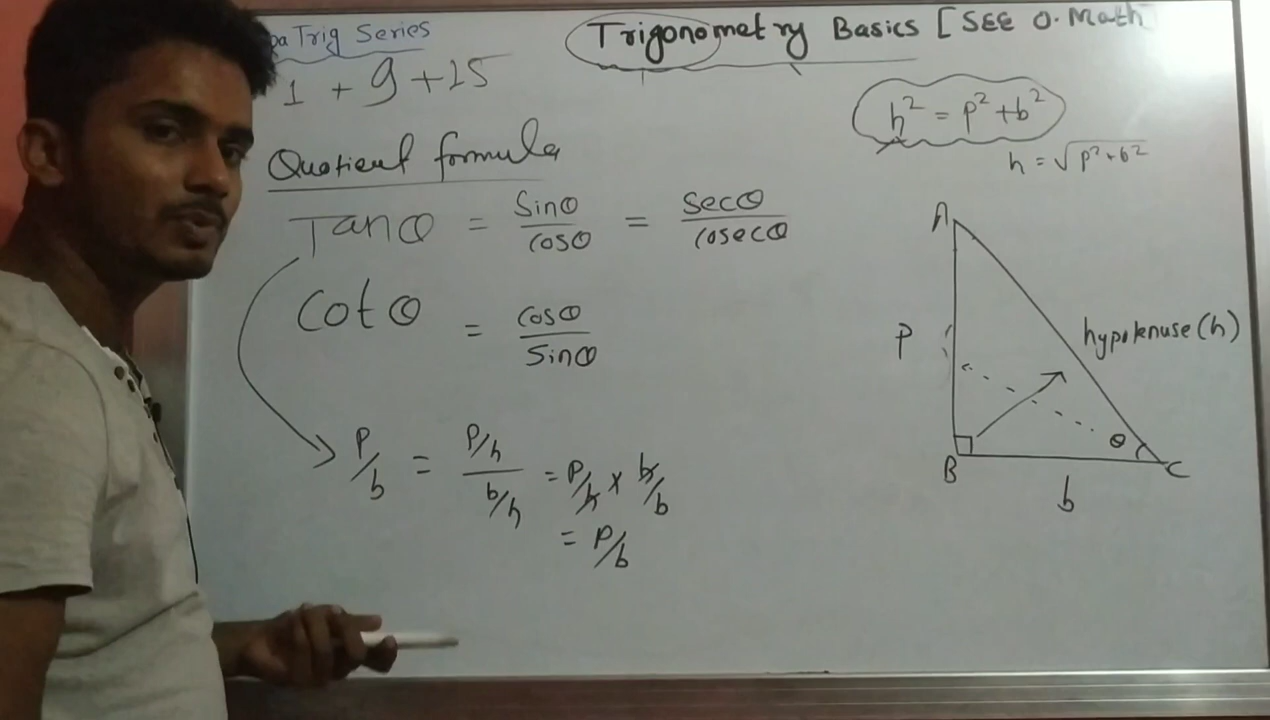 pa Trig Series
Trigonometry Basics [SEE O.Math
1 + 9 + 15
h² = p² + b²
h = √p² + b²
Quotient formula
Tanθ = Sinθ/cosθ = secθ/cosecθ
cotθ = cosθ/Sinθ
P/b = P/h / b/h = P/h × h/b
= P/b
A
P
hypotenuse(h)
θ
B
C
b